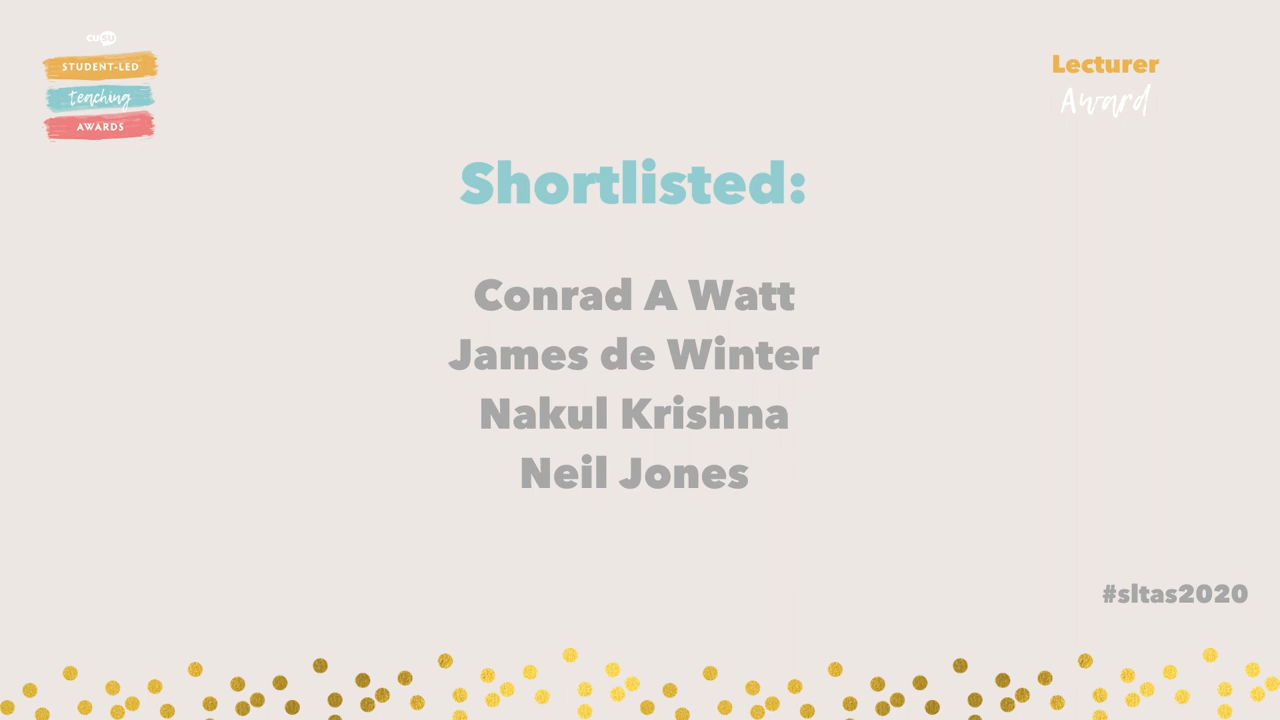 cusu
STUDENT-LED
teaching
AWARDS
Lecturer
Award
Shortlisted:
Conrad A Watt
James de Winter
Nakul Krishna
Neil Jones
#sltas2020